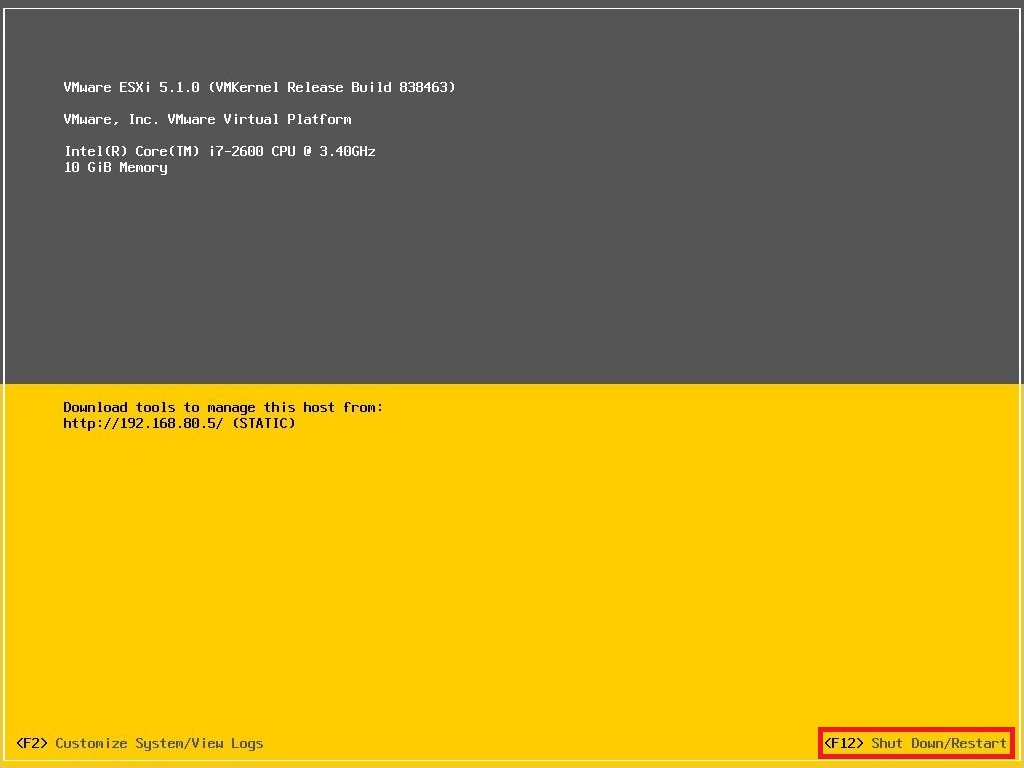 VMware ESXi 5.1.0 (VMKernel Release Build 838463)
VMware, Inc. VMware Virtual Platform
Intel(R) Core(TM) i7-2600 CPU @ 3.40GHz
10 GiB Memory
Download tools to manage this host from:
http://192.168.80.5/ (STATIC)
<F2> Customize System/View Logs
<F12> Shut Down/Restart